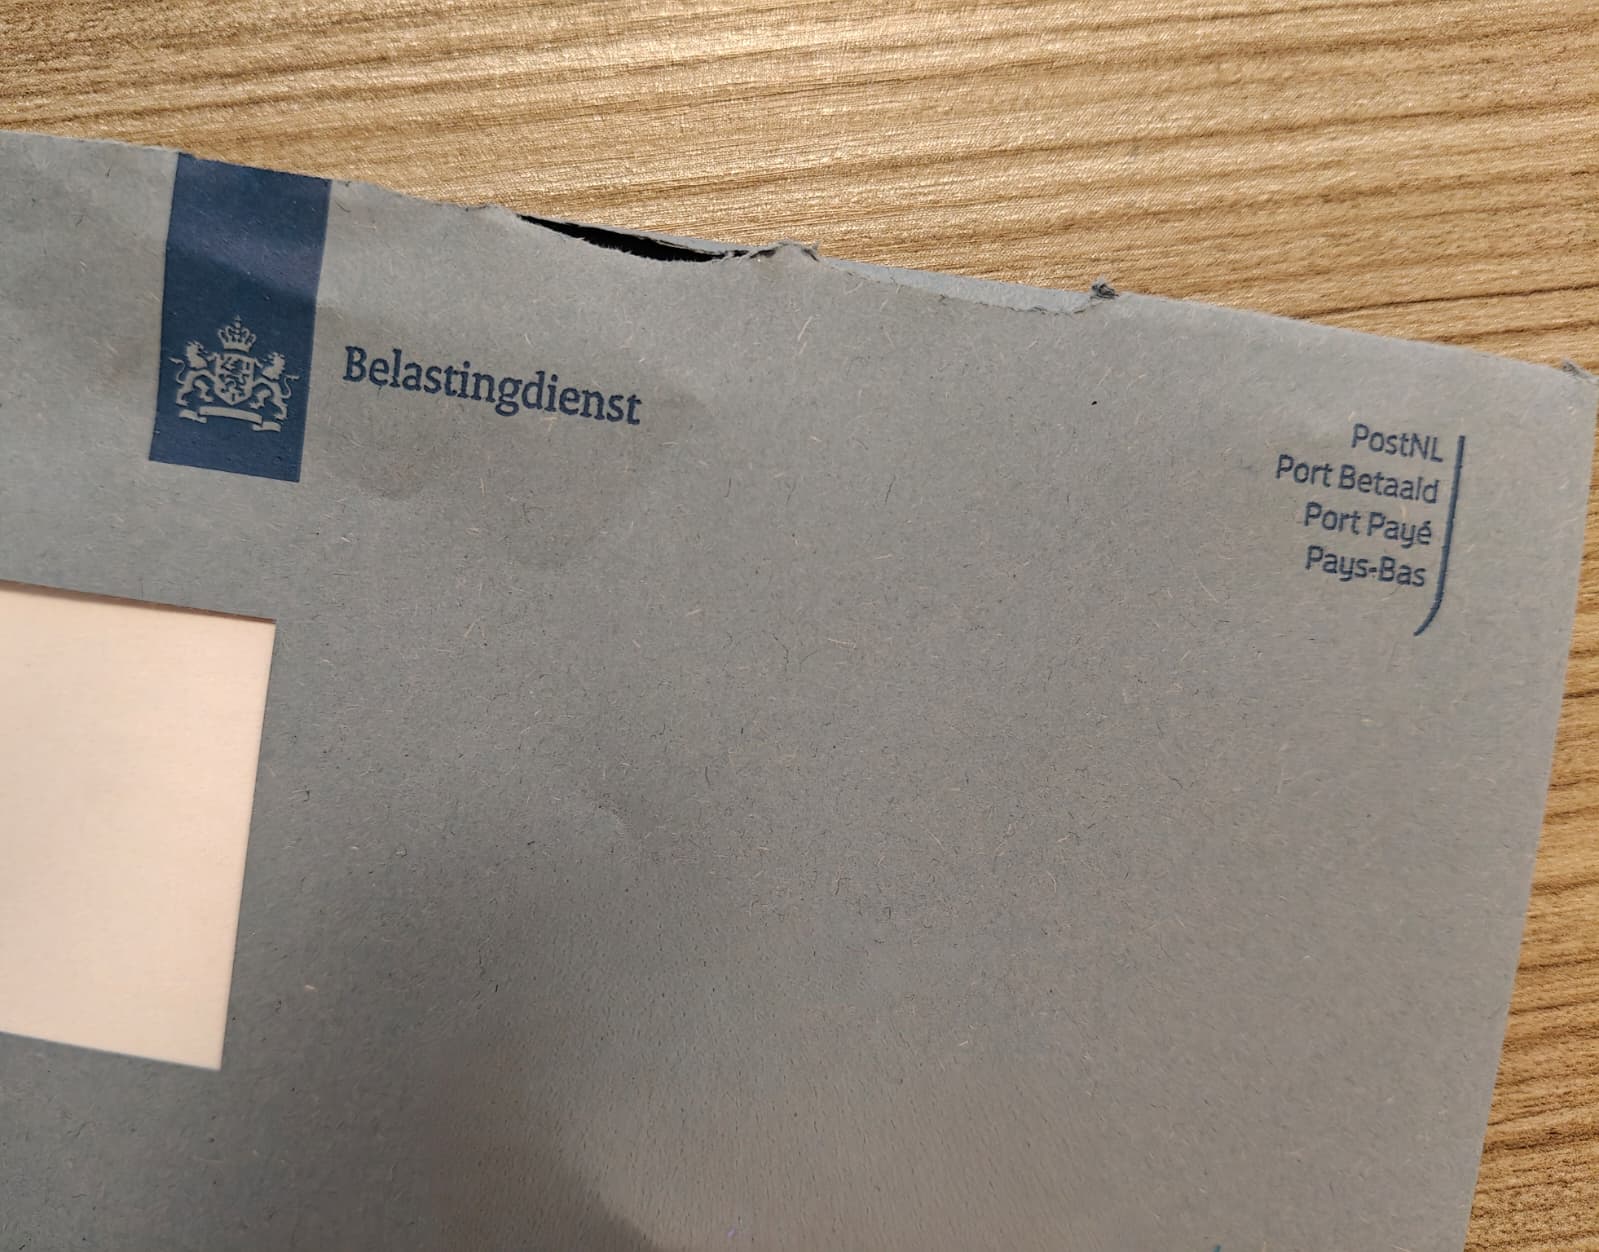 Belastingdienst
PostNL
Port Betaald
Port Payé
Pays-Bas